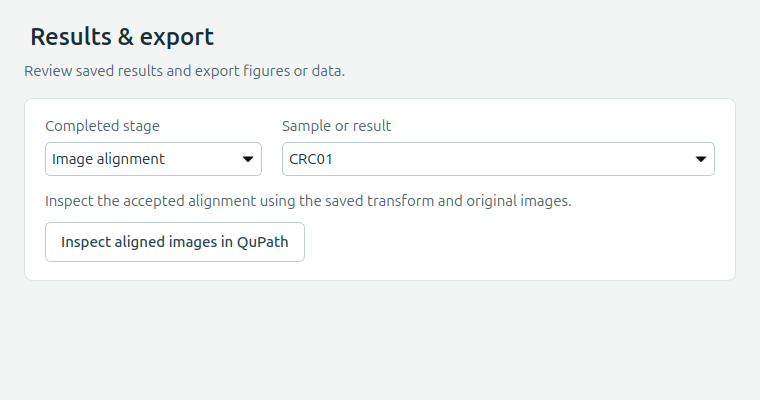 Results & export
Review saved results and export figures or data.
Completed stage
Sample or result
Image alignment
CRC01
Inspect the accepted alignment using the saved transform and original images.
Inspect aligned images in QuPath